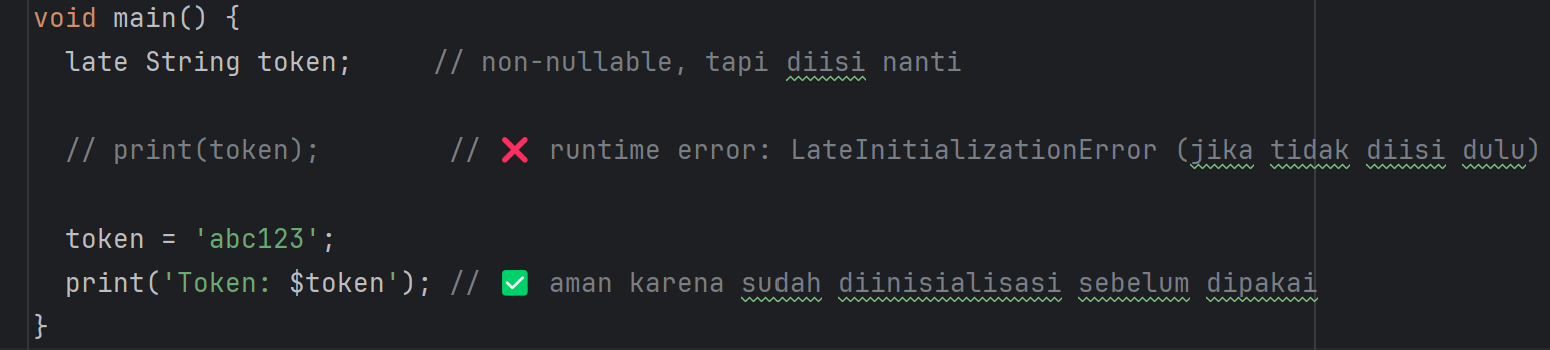 void main() {
late String token; // non-nullable, tapi diisi nanti
// print(token); // ❌ runtime error: LateInitializationError (jika tidak diisi dulu)
token = 'abc123';
print('Token: $token'); // ✅ aman karena sudah diinisialisasi sebelum dipakai
}